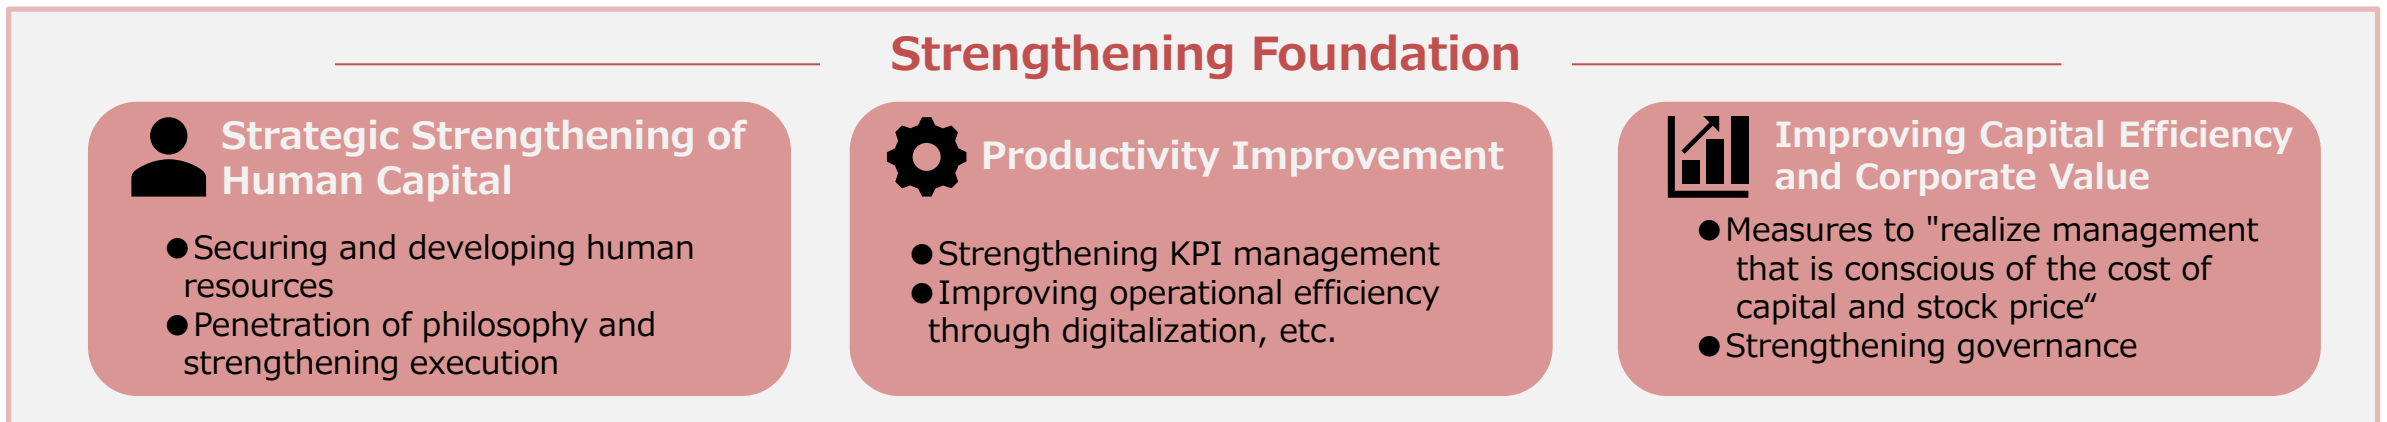 Strengthening Foundation
Strategic Strengthening of
Human Capital
●Securing and developing human
resources
●Penetration of philosophy and
strengthening execution
Productivity Improvement
●Strengthening KPI management
●Improving operational efficiency
through digitalization, etc.
Improving Capital Efficiency
and Corporate Value
●Measures to "realize management
that is conscious of the cost of
capital and stock price“
●Strengthening governance